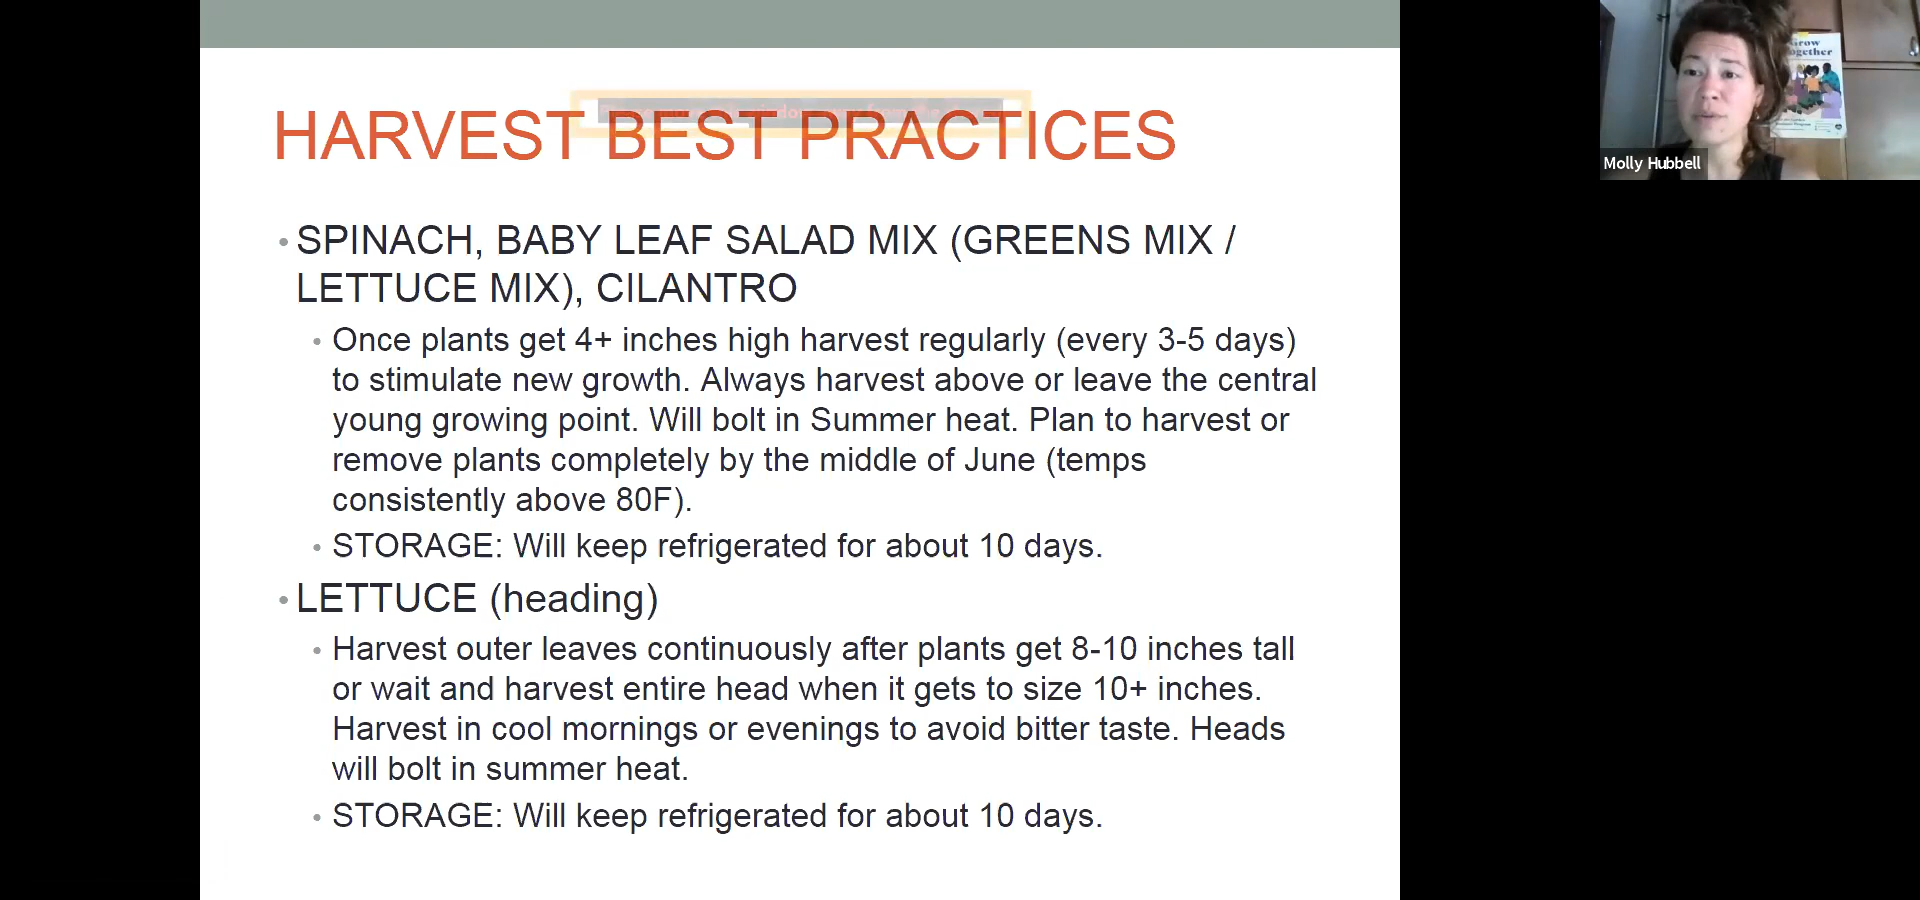 HARVEST BEST PRACTICES
• SPINACH, BABY LEAF SALAD MIX (GREENS MIX /
LETTUCE MIX), CILANTRO
• Once plants get 4+ inches high harvest regularly (every 3-5 days)
to stimulate new growth. Always harvest above or leave the central
young growing point. Will bolt in Summer heat. Plan to harvest or
remove plants completely by the middle of June (temps
consistently above 80F).
• STORAGE: Will keep refrigerated for about 10 days.
• LETTUCE (heading)
• Harvest outer leaves continuously after plants get 8-10 inches tall
or wait and harvest entire head when it gets to size 10+ inches.
Harvest in cool mornings or evenings to avoid bitter taste. Heads
will bolt in summer heat.
• STORAGE: Will keep refrigerated for about 10 days.
Grow
Together
Molly Hubbell